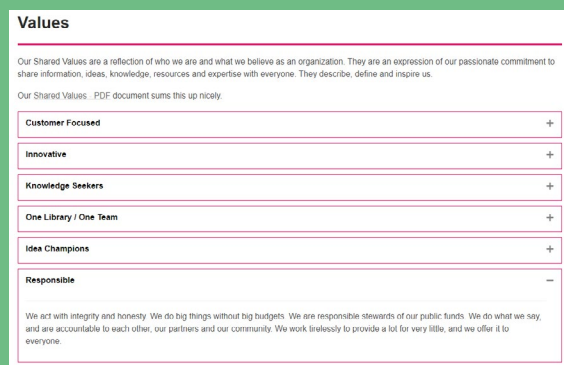 Values
Our Shared Values are a reflection of who we are and what we believe as an organization. They are an expression of our passionate commitment to
share information, ideas, knowledge, resources and expertise with everyone. They describe, define and inspire us.
Our Shared Values - PDF document sums this up nicely.
Customer Focused +
Innovative +
Knowledge Seekers +
One Library / One Team +
Idea Champions +
Responsible −
We act with integrity and honesty. We do big things without big budgets. We are responsible stewards of our public funds. We do what we say,
and are accountable to each other, our partners and our community. We work tirelessly to provide a lot for very little, and we offer it to
everyone.